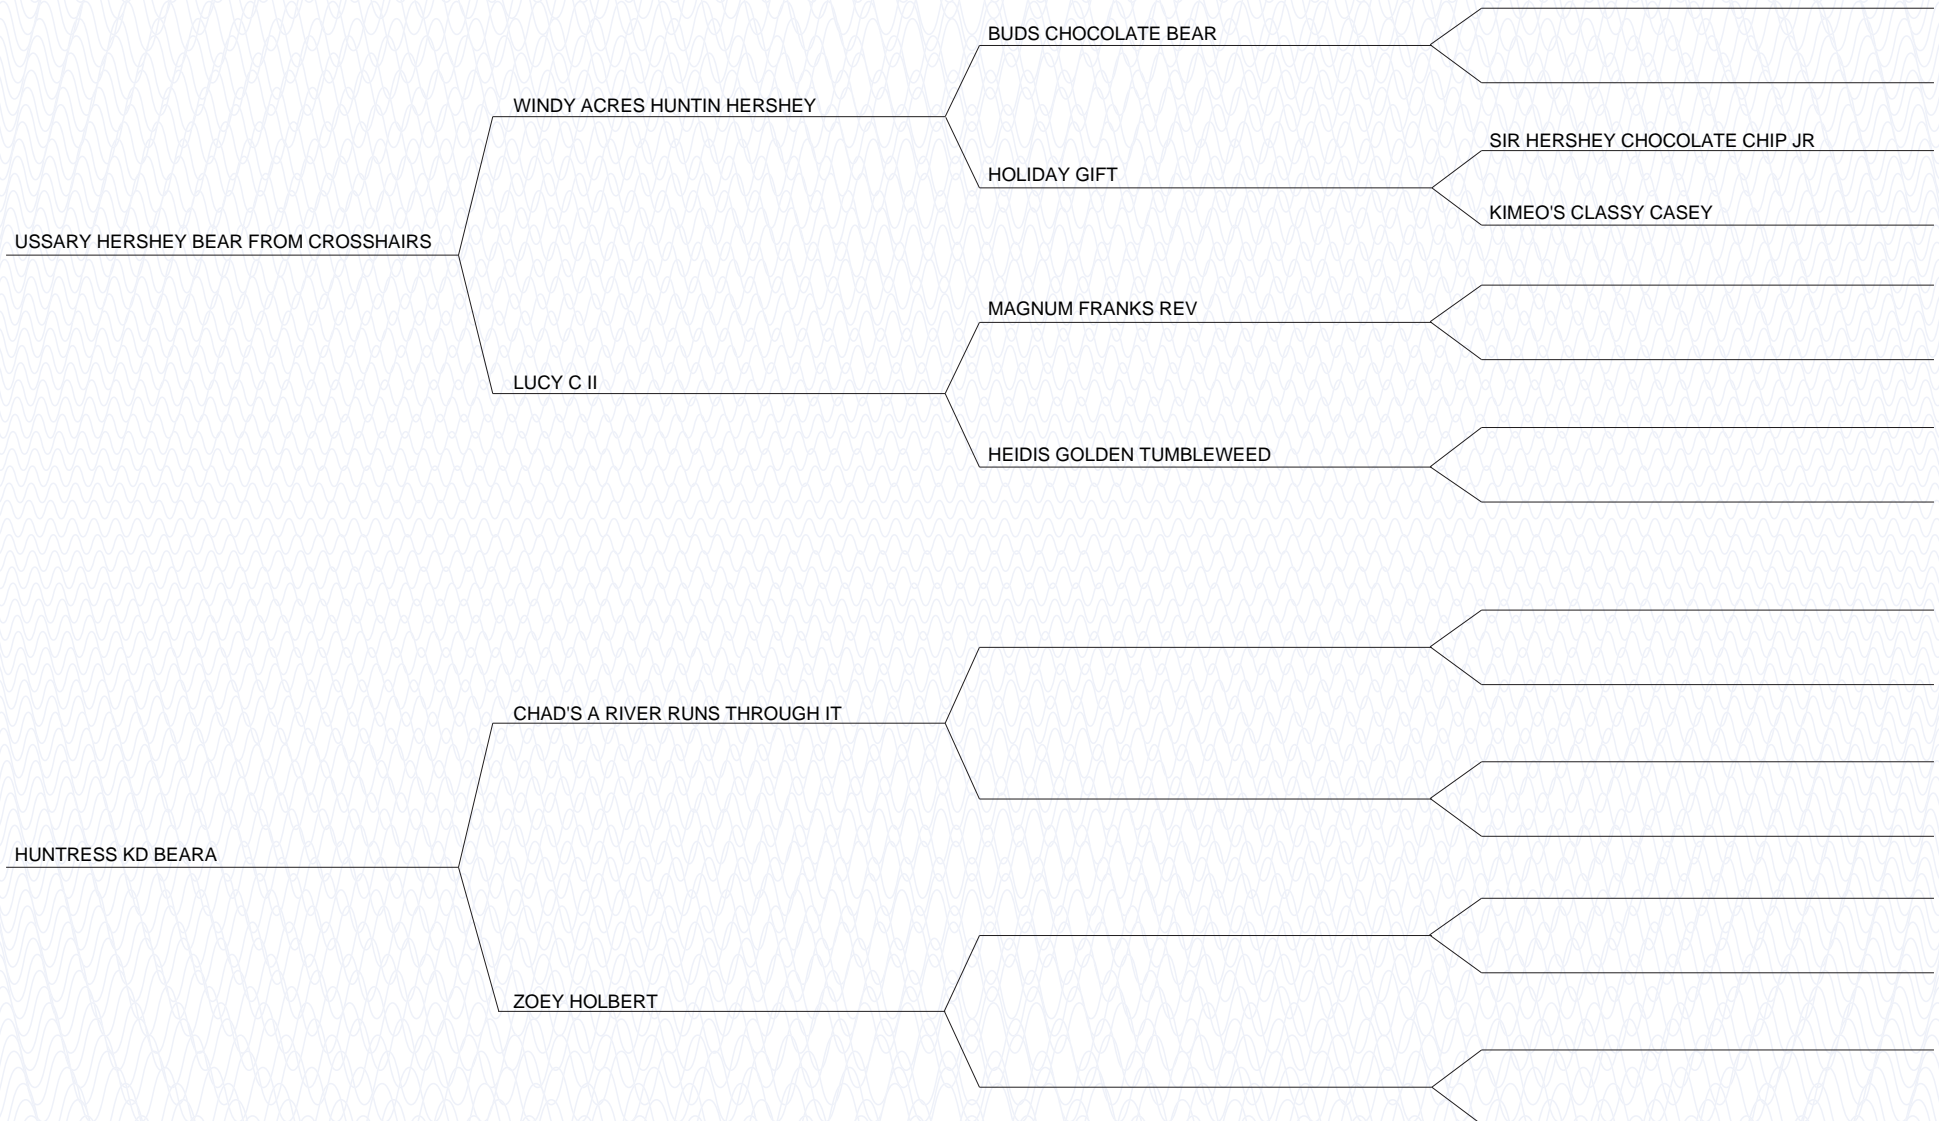 BUDS CHOCOLATE BEAR
WINDY ACRES HUNTIN HERSHEY
SIR HERSHEY CHOCOLATE CHIP JR
HOLIDAY GIFT
KIMEO'S CLASSY CASEY
USSARY HERSHEY BEAR FROM CROSSHAIRS
MAGNUM FRANKS REV
LUCY C II
HEIDIS GOLDEN TUMBLEWEED
CHAD'S A RIVER RUNS THROUGH IT
HUNTRESS KD BEARA
ZOEY HOLBERT